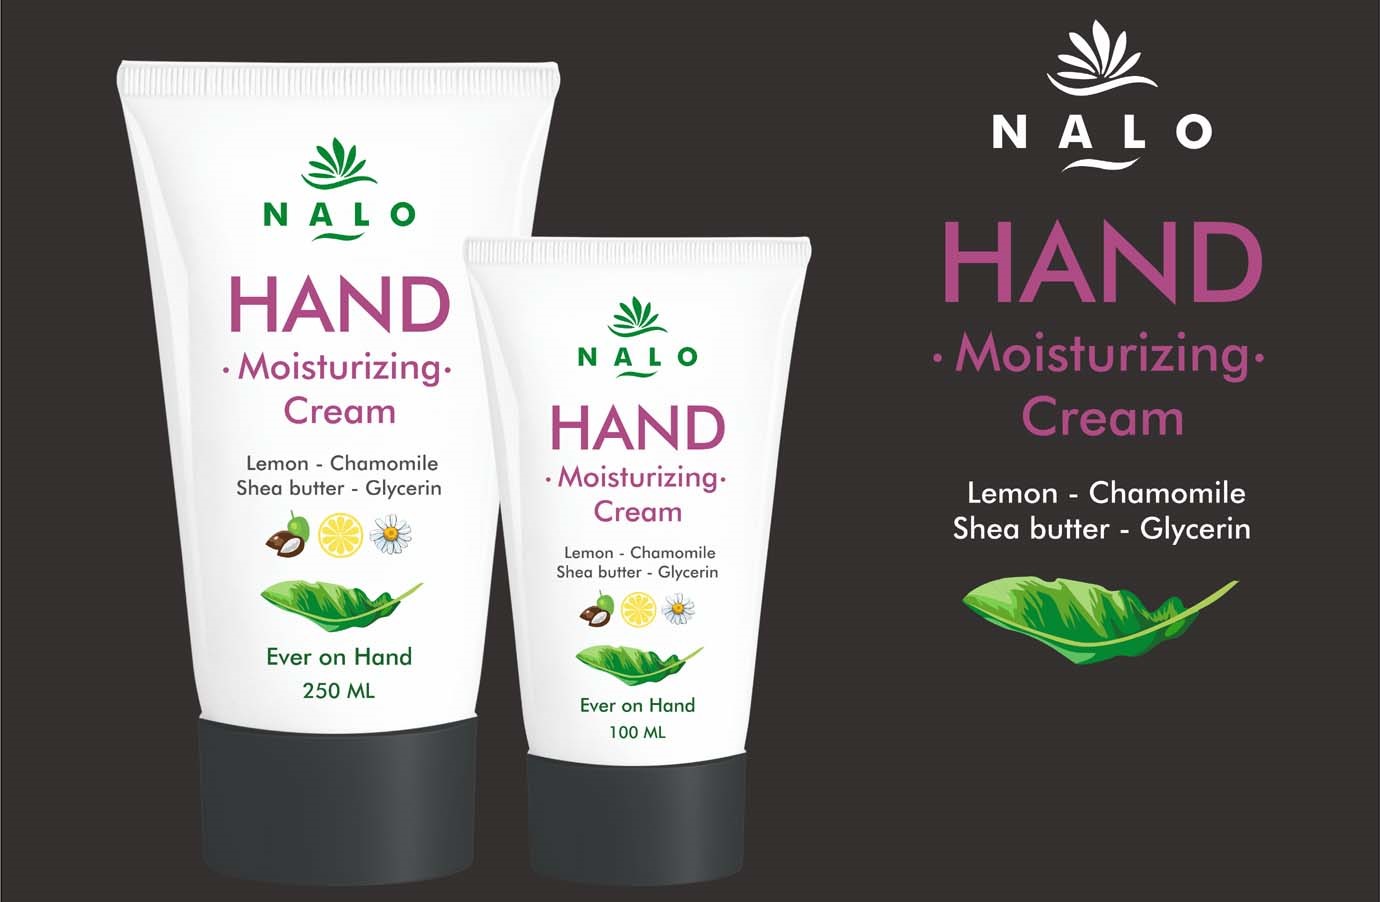 NALO
HAND
· Moisturizing ·
Cream
Lemon - Chamomile
Shea butter - Glycerin
Ever on Hand
250 ML
NALO
HAND
· Moisturizing ·
Cream
Lemon - Chamomile
Shea butter - Glycerin
Ever on Hand
100 ML
NALO
HAND
· Moisturizing ·
Cream
Lemon - Chamomile
Shea butter - Glycerin